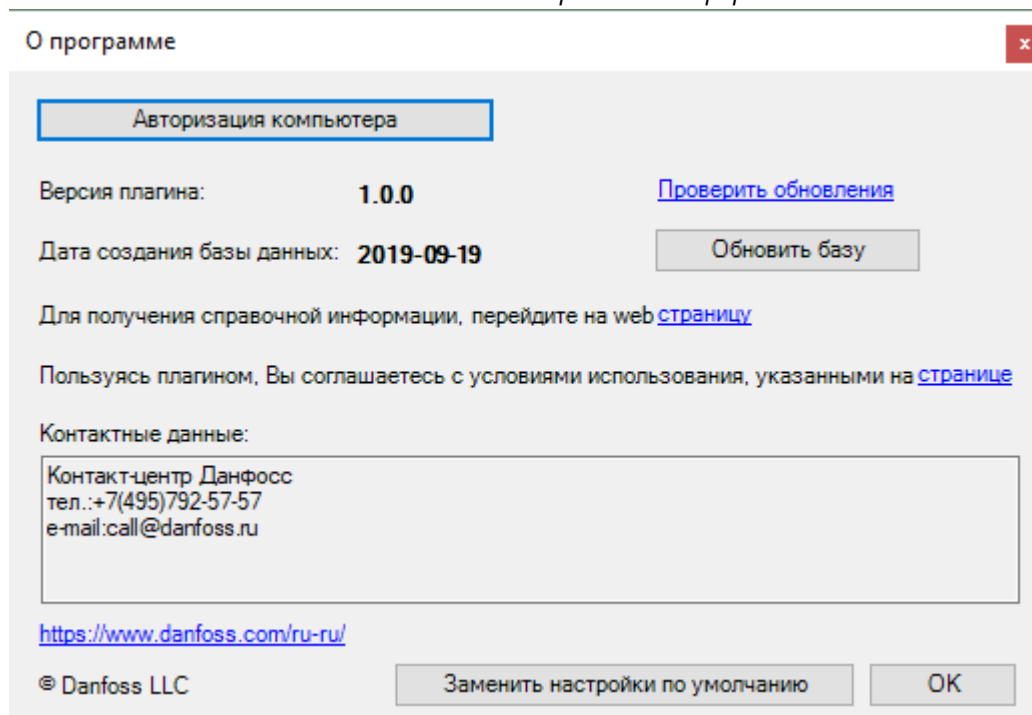 О программе
x
Авторизация компьютера
Версия плагина: 1.0.0 Проверить обновления
Дата создания базы данных: 2019-09-19 Обновить базу
Для получения справочной информации, перейдите на web страницу
Пользуясь плагином, Вы соглашаетесь с условиями использования, указанными на странице
Контактные данные:
Контакт-центр Данфосс
тел.:+7(495)792-57-57
e-mail:call@danfoss.ru
https://www.danfoss.com/ru-ru/
© Danfoss LLC Заменить настройки по умолчанию OK